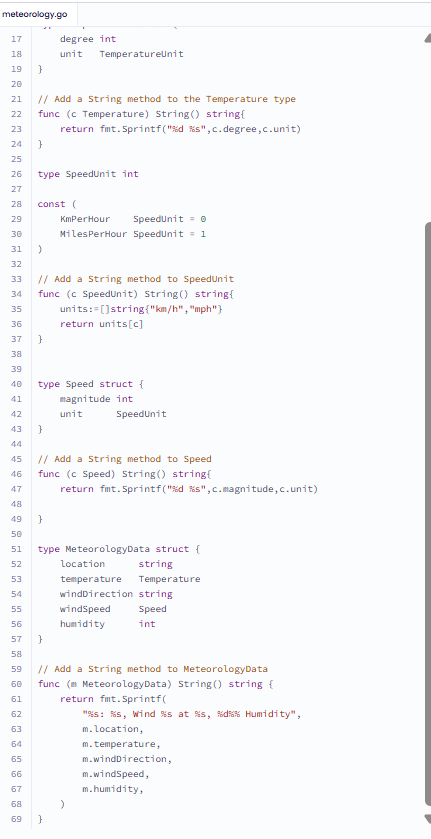 meteorology.go
17 degree int
18 unit TemperatureUnit
19 }
20
21 // Add a String method to the Temperature type
22 func (c Temperature) String() string{
23 return fmt.Sprintf("%d %s",c.degree,c.unit)
24 }
25
26 type SpeedUnit int
27
28 const (
29 KmPerHour SpeedUnit = 0
30 MilesPerHour SpeedUnit = 1
31 )
32
33 // Add a String method to SpeedUnit
34 func (c SpeedUnit) String() string{
35 units:=[]string{"km/h","mph"}
36 return units[c]
37 }
38
39
40 type Speed struct {
41 magnitude int
42 unit SpeedUnit
43 }
44
45 // Add a String method to Speed
46 func (c Speed) String() string{
47 return fmt.Sprintf("%d %s",c.magnitude,c.unit)
48
49 }
50
51 type MeteorologyData struct {
52 location string
53 temperature Temperature
54 windDirection string
55 windSpeed Speed
56 humidity int
57 }
58
59 // Add a String method to MeteorologyData
60 func (m MeteorologyData) String() string {
61 return fmt.Sprintf(
62 "%s: %s, Wind %s at %s, %d%% Humidity",
63 m.location,
64 m.temperature,
65 m.windDirection,
66 m.windSpeed,
67 m.humidity,
68 )
69 }